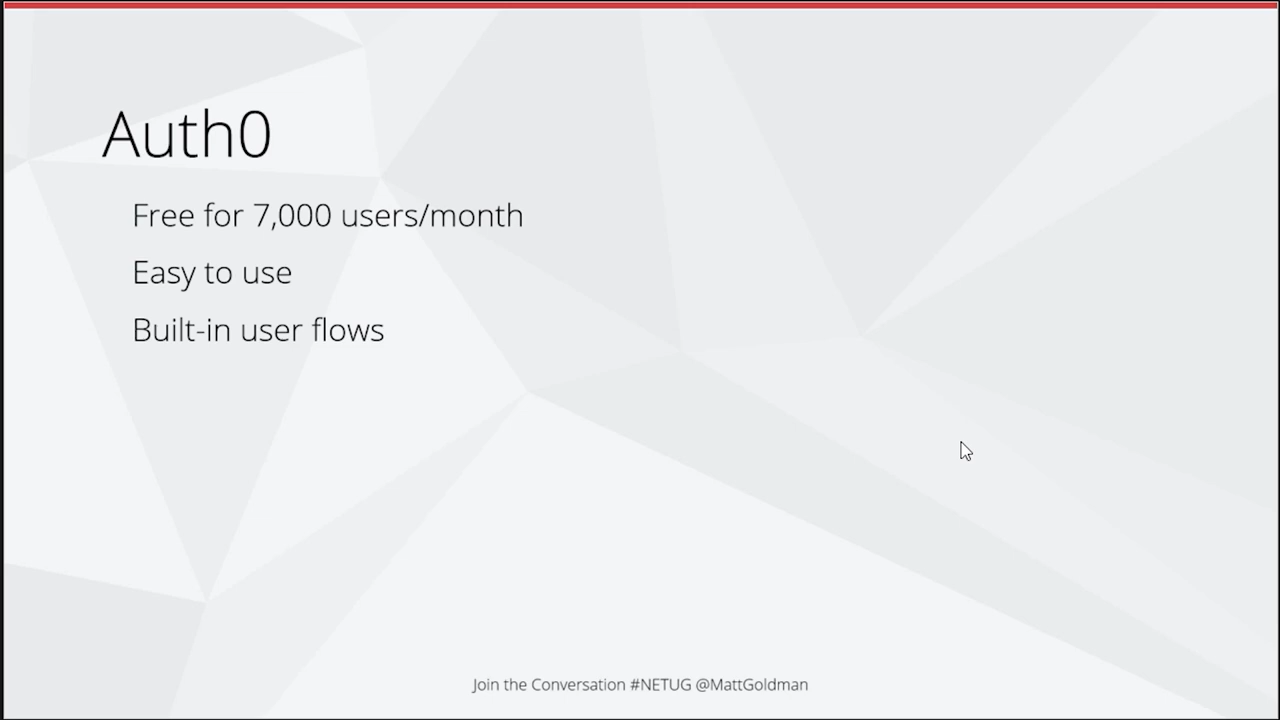 Auth0
Free for 7,000 users/month
Easy to use
Built-in user flows
Join the Conversation #NETUG @MattGoldman